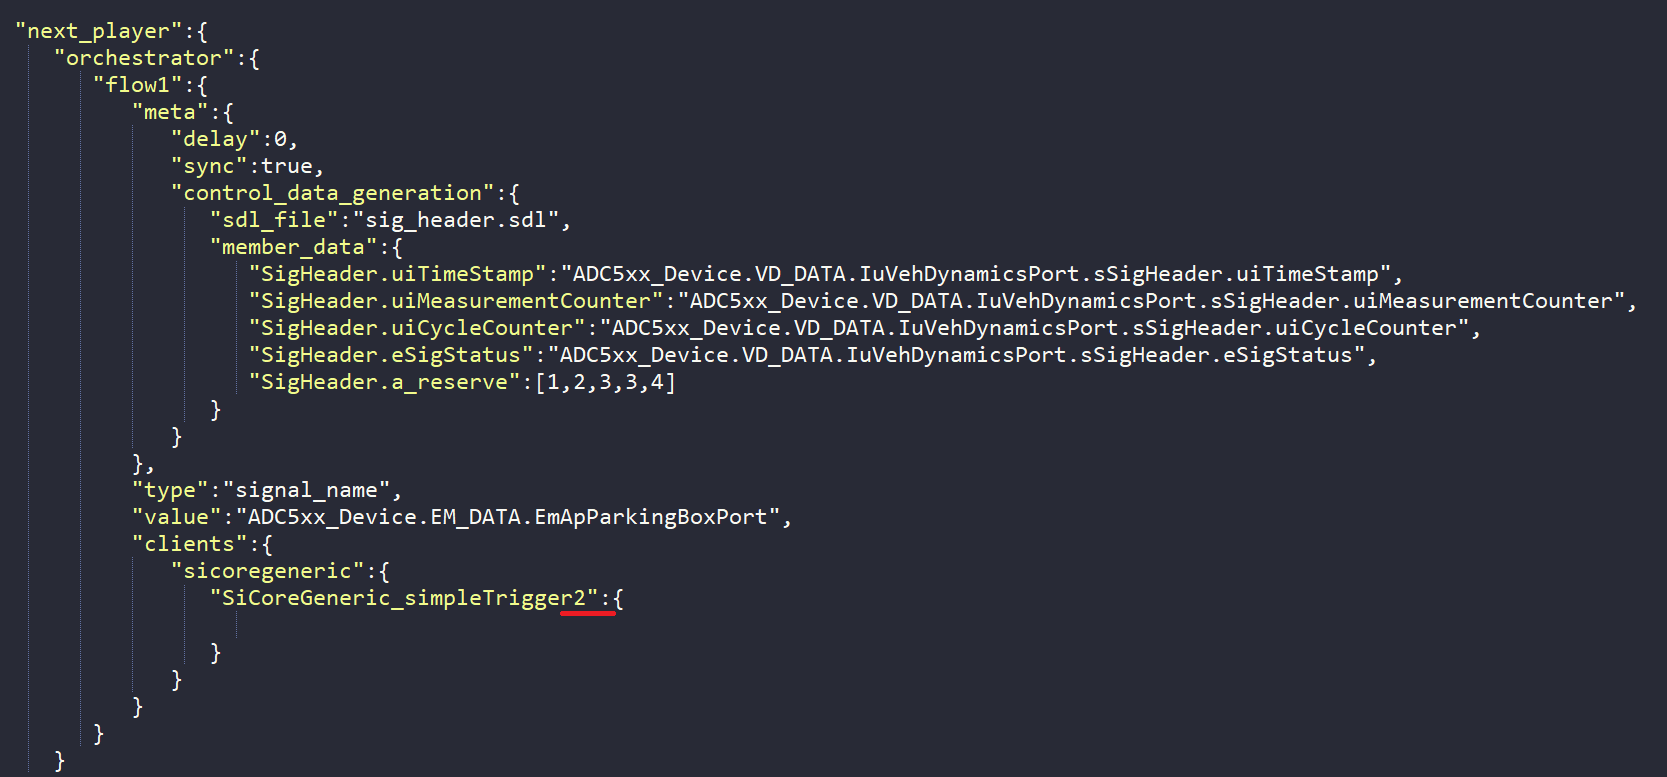 "next_player":{
"orchestrator":{
"flow1":{
"meta":{
"delay":0,
"sync":true,
"control_data_generation":{
"sdl_file":"sig_header.sdl",
"member_data":{
"SigHeader.uiTimeStamp":"ADC5xx_Device.VD_DATA.IuVehDynamicsPort.sSigHeader.uiTimeStamp",
"SigHeader.uiMeasurementCounter":"ADC5xx_Device.VD_DATA.IuVehDynamicsPort.sSigHeader.uiMeasurementCounter",
"SigHeader.uiCycleCounter":"ADC5xx_Device.VD_DATA.IuVehDynamicsPort.sSigHeader.uiCycleCounter",
"SigHeader.eSigStatus":"ADC5xx_Device.VD_DATA.IuVehDynamicsPort.sSigHeader.eSigStatus",
"SigHeader.a_reserve":[1,2,3,3,4]
}
}
},
"type":"signal_name",
"value":"ADC5xx_Device.EM_DATA.EmApParkingBoxPort",
"clients":{
"sicoregeneric":{
"SiCoreGeneric_simpleTrigger2":{
}
}
}
}
}